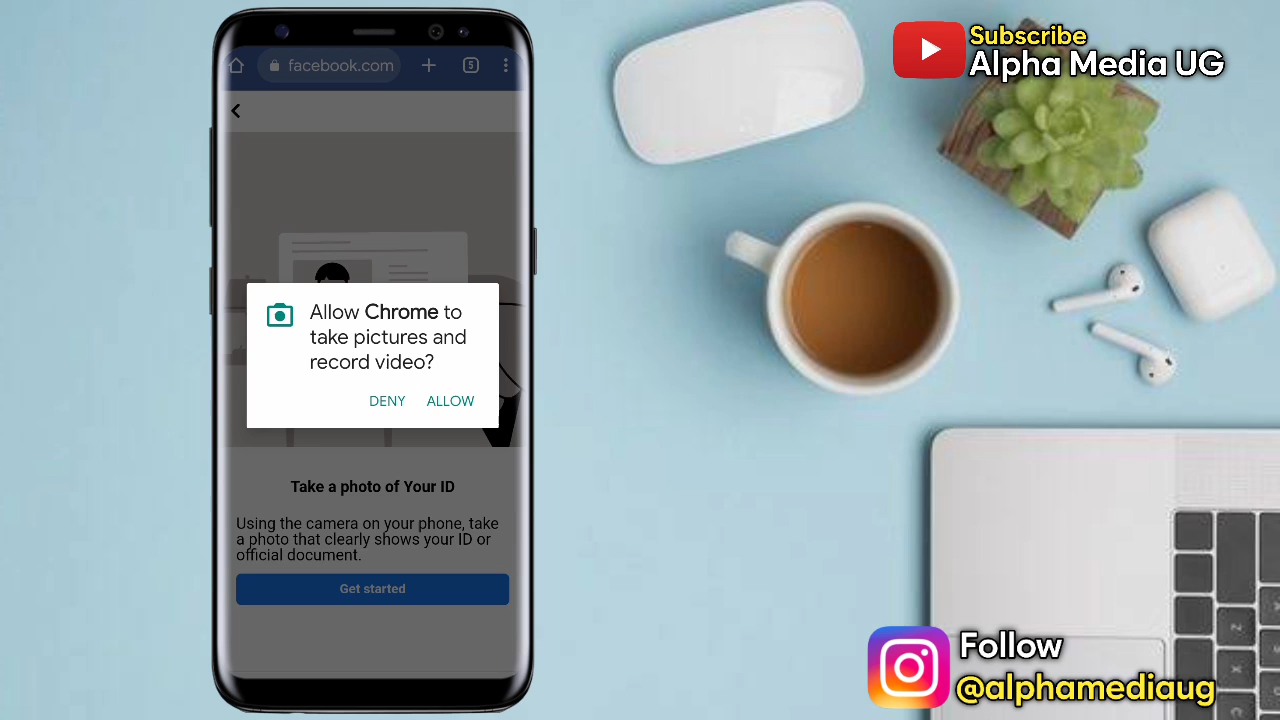 facebook.com
5
Allow Chrome to
take pictures and
record video?
DENY
ALLOW
Take a photo of Your ID
Using the camera on your phone, take
a photo that clearly shows your ID or
official document.
Get started
Subscribe
Alpha Media UG
Follow
@alphamediaug